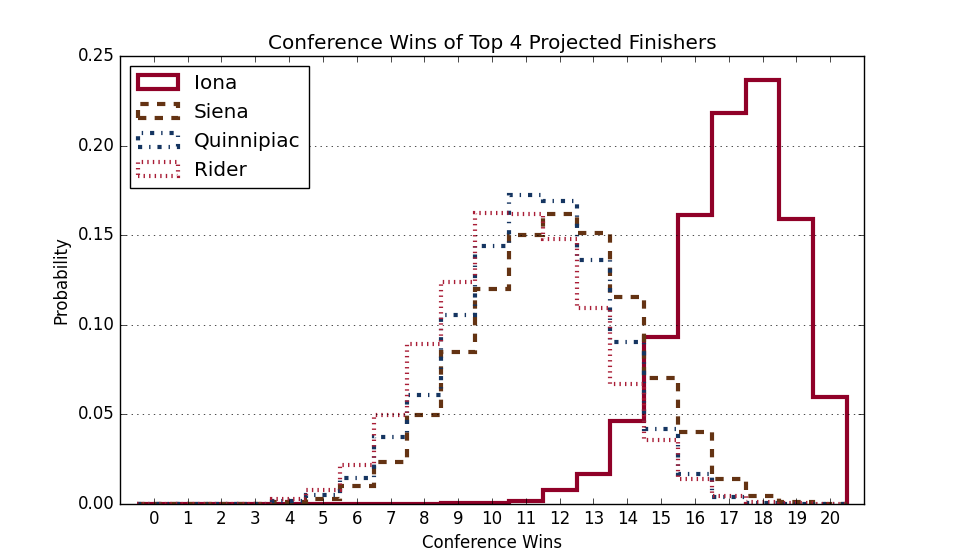 Conference Wins of Top 4 Projected Finishers
0.25
0.20
0.15
0.10
0.05
0.00
Probability
Iona
Siena
Quinnipiac
Rider
0 1 2 3 4 5 6 7 8 9 10 11 12 13 14 15 16 17 18 19 20
Conference Wins